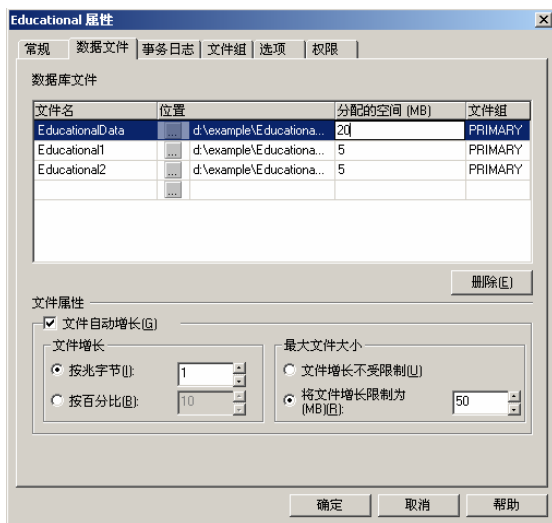 Educational 属性
常规 数据文件 事务日志 文件组 选项 权限
数据库文件
文件名 位置 分配的空间 (MB) 文件组
EducationalData ... d:\example\Educationa... 20 PRIMARY
Educational1 ... d:\example\Educationa... 5 PRIMARY
Educational2 ... d:\example\Educationa... 5 PRIMARY
...
删除(E)
文件属性
文件自动增长(G)
文件增长
按兆字节(I): 1
按百分比(B): 10
最大文件大小
文件增长不受限制(U)
将文件增长限制为
(MB)(R): 50
确定 取消 帮助